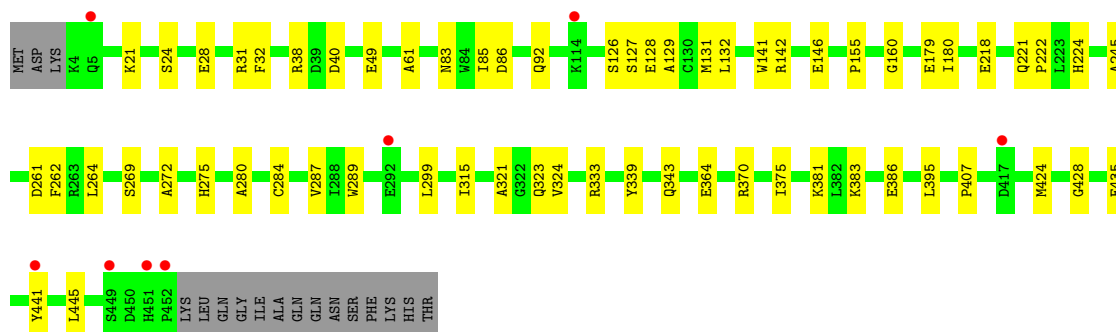 MET ASP LYS K4 Q5 K21 S24 E28 R31 F32 R38 D39 D40 E49 A61 N83 W84 I85 D86 Q92 K114 S126 S127 E128 A129 C130 M131 L132 W141 R142 E146 P155 G160 E179 I180 E218 Q221 P222 L223 H224 A245
D261 F262 R263 L264 S269 A272 H275 A280 C284 V287 I288 W289 E292 L299 I315 A321 G322 Q323 V324 R333 Y339 Q343 E364 R370 I375 K381 L382 K383 E386 L395 P407 D417 M424 G428 E435
Y441 L445 S449 D450 H451 P452 LYS LEU GLN GLY ILE ALA GLN GLN ASN SER PHE LYS HIS THR